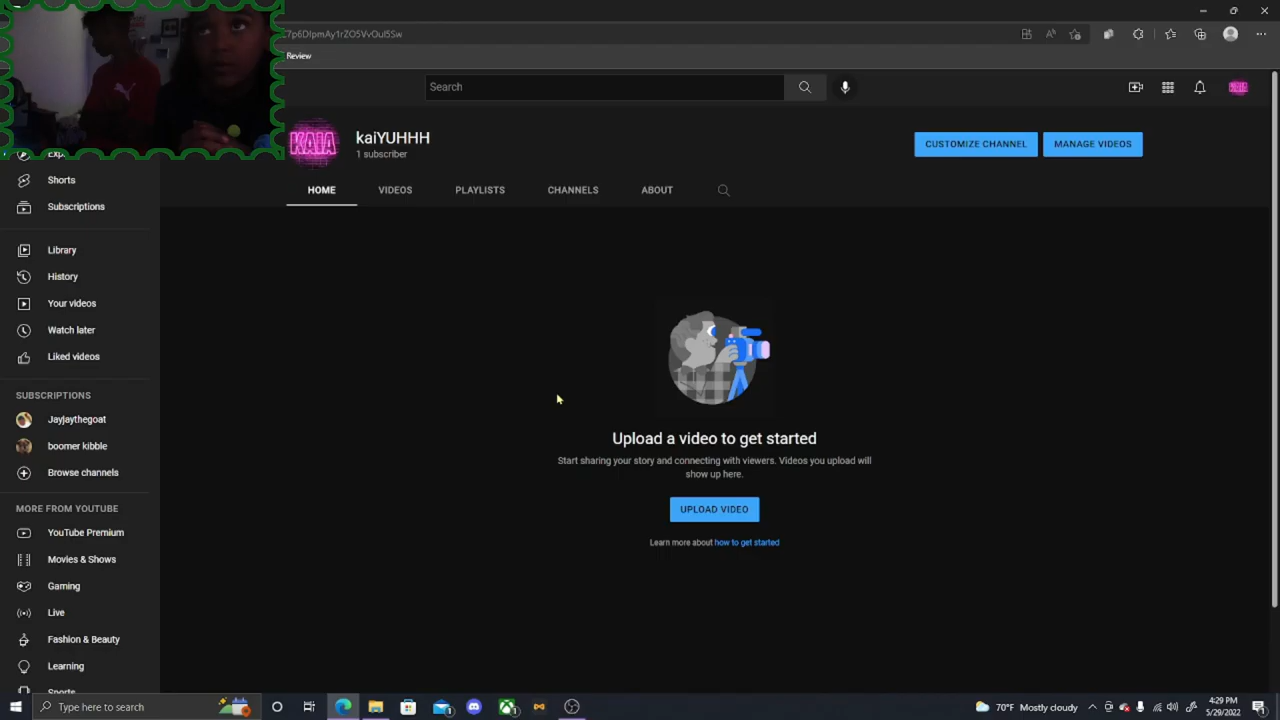 Z7p6DIpmAy1rZO5VvOuI5Sw
Review
Search
KAIA
kaiYUHHH
1 subscriber
CUSTOMIZE CHANNEL
MANAGE VIDEOS
HOME
VIDEOS
PLAYLISTS
CHANNELS
ABOUT
Shorts
Subscriptions
Library
History
Your videos
Watch later
Liked videos
SUBSCRIPTIONS
Jayjaythegoat
boomer kibble
Browse channels
MORE FROM YOUTUBE
YouTube Premium
Movies & Shows
Gaming
Live
Fashion & Beauty
Learning
Sports
Upload a video to get started
Start sharing your story and connecting with viewers. Videos you upload will
show up here.
UPLOAD VIDEO
Learn more about how to get started
Type here to search
70°F Mostly cloudy
4:29 PM
5/29/2022